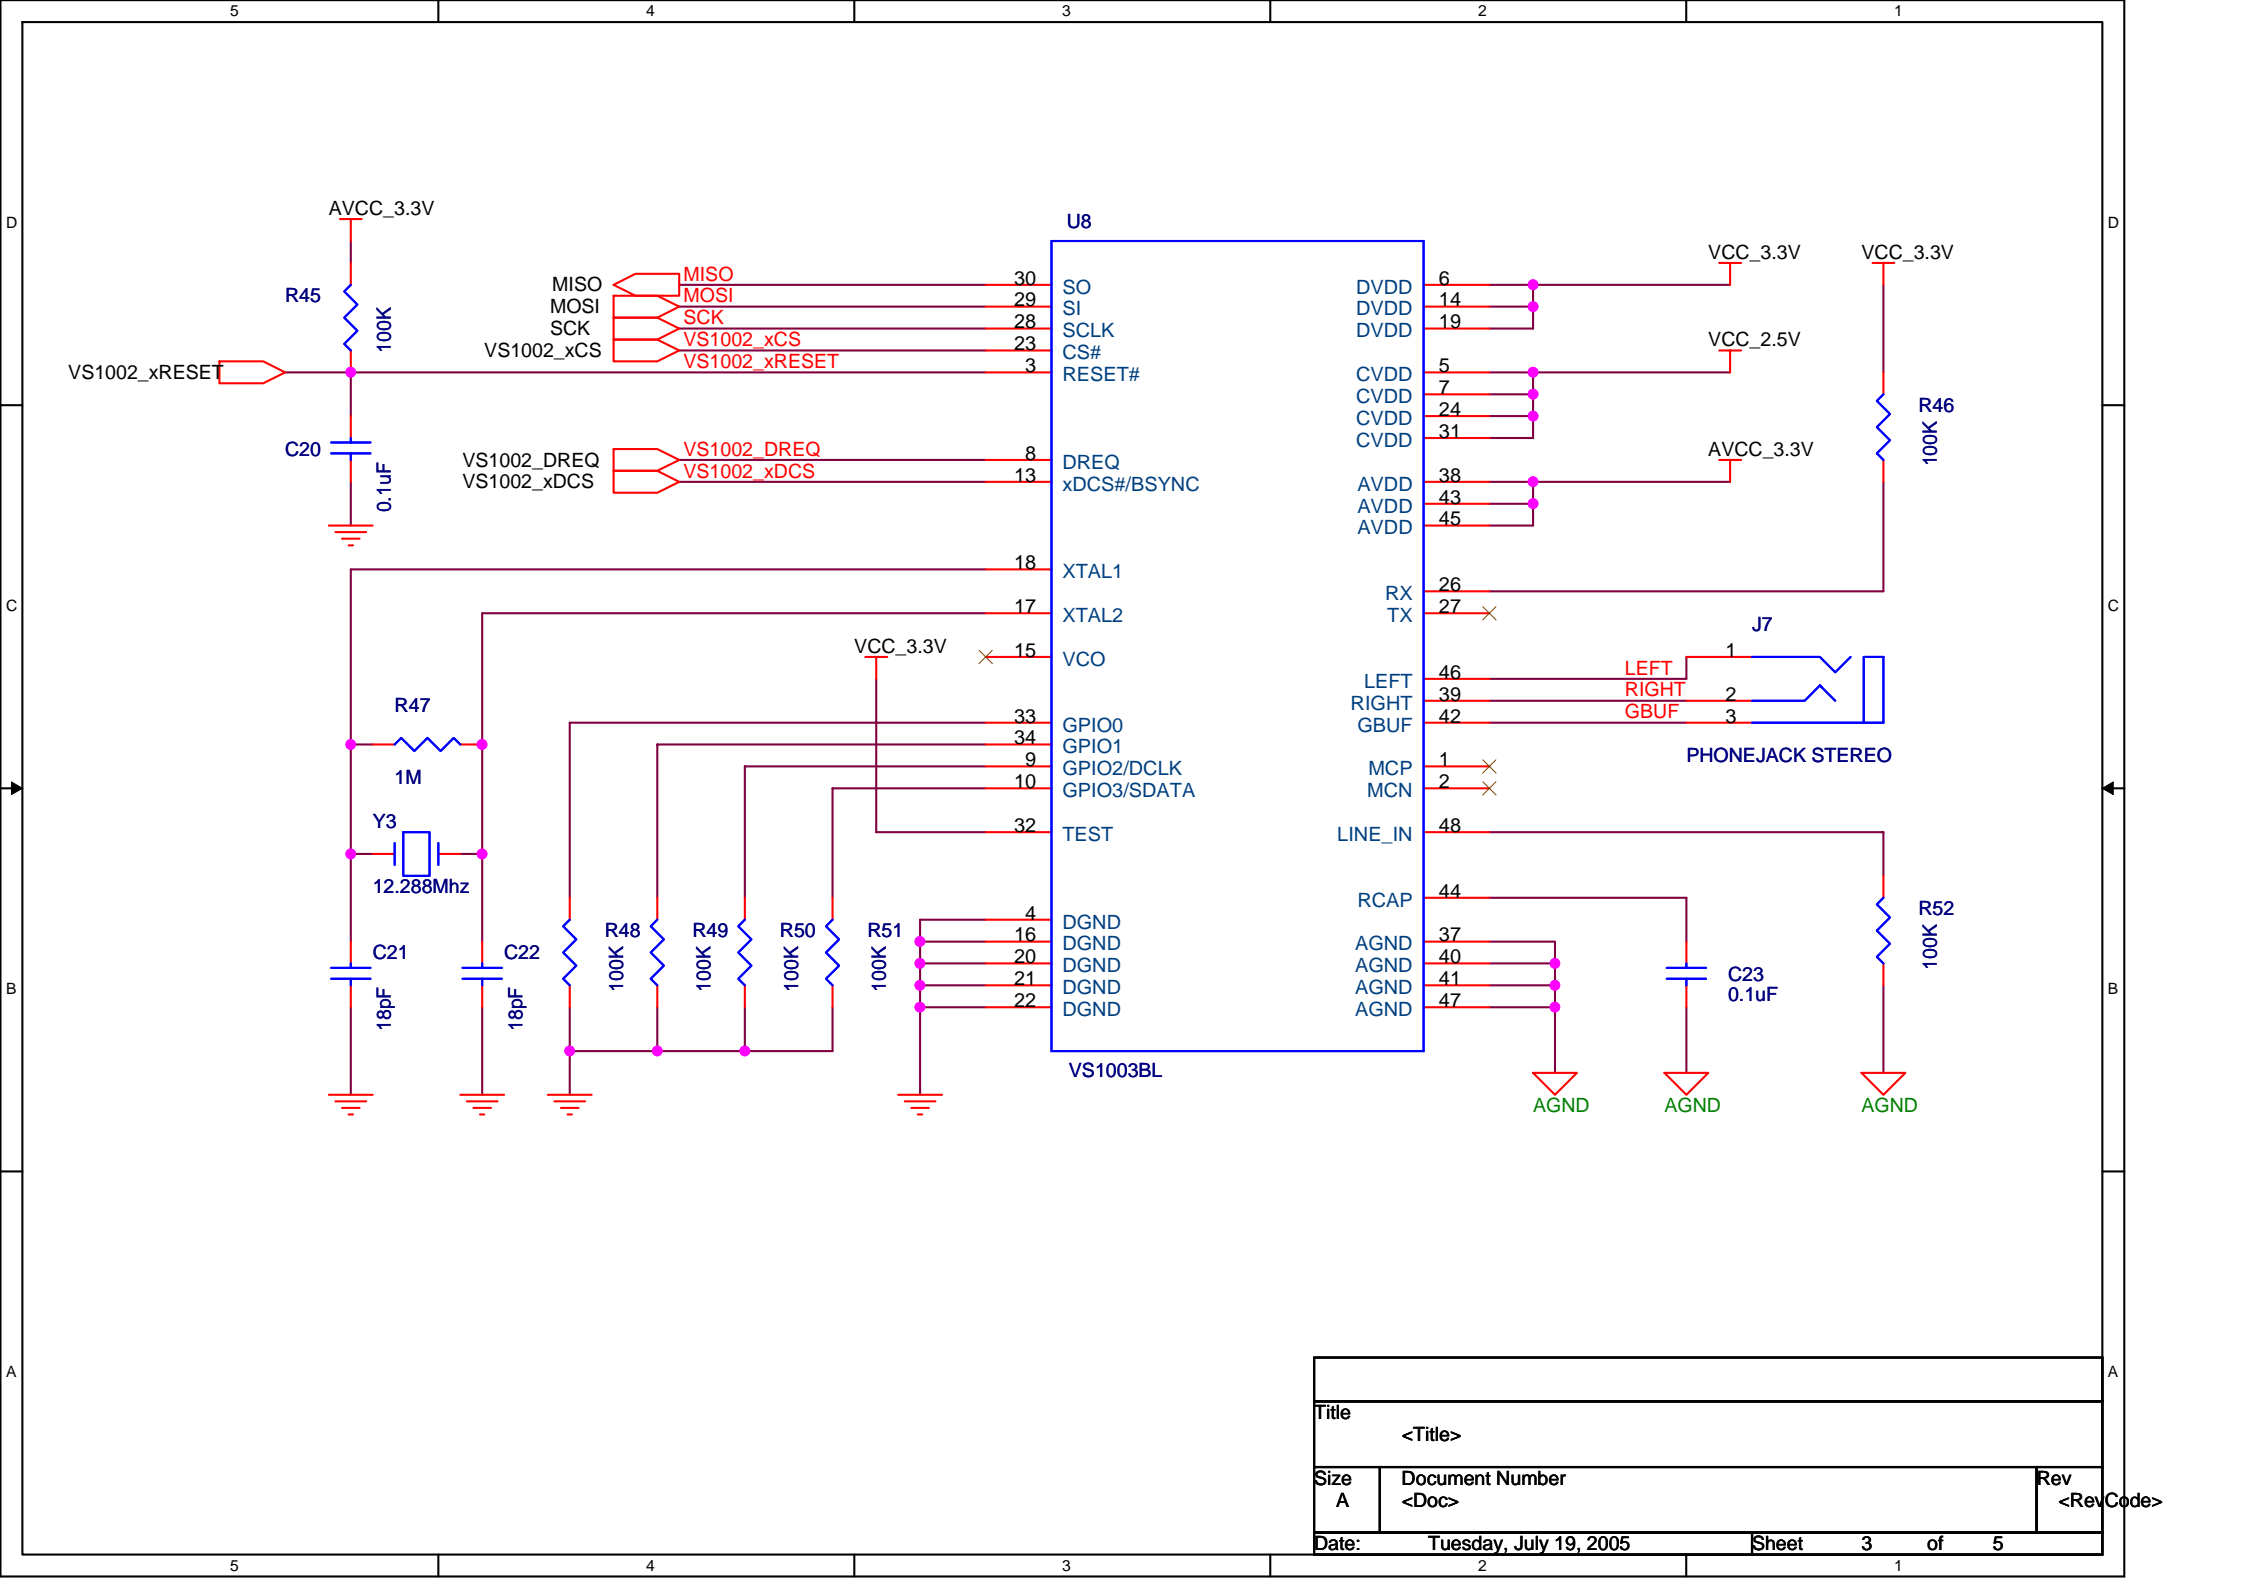 5 4 3 2 1
D D
C C
B B
A A
AVCC_3.3V
R45
100K
VS1002_xRESET
C20
0.1uF
MISO MISO
MOSI MOSI
SCK SCK
VS1002_xCS VS1002_xCS
VS1002_xRESET
VS1002_DREQ VS1002_DREQ
VS1002_xDCS VS1002_xDCS
R47
1M
Y3
12.288Mhz
C21
18pF
C22
18pF
VCC_3.3V
R48
100K
R49
100K
R50
100K
R51
100K
U8
30 SO
29 SI
28 SCLK
23 CS#
3 RESET#
8 DREQ
13 xDCS#/BSYNC
18 XTAL1
17 XTAL2
15 VCO
33 GPIO0
34 GPIO1
9 GPIO2/DCLK
10 GPIO3/SDATA
32 TEST
4 DGND
16 DGND
20 DGND
21 DGND
22 DGND
DVDD 6
DVDD 14
DVDD 19
CVDD 5
CVDD 7
CVDD 24
CVDD 31
AVDD 38
AVDD 43
AVDD 45
RX 26
TX 27
LEFT 46
RIGHT 39
GBUF 42
MCP 1
MCN 2
LINE_IN 48
RCAP 44
AGND 37
AGND 40
AGND 41
AGND 47
VS1003BL
VCC_3.3V
VCC_3.3V
VCC_2.5V
AVCC_3.3V
R46
100K
J7
LEFT 1
RIGHT 2
GBUF 3
PHONEJACK STEREO
R52
100K
C23
0.1uF
AGND AGND AGND
Title
<Title>
Size
A
Document Number
<Doc>
Rev
<RevCode>
Date: Tuesday, July 19, 2005 Sheet 3 of 5
5 4 3 2 1